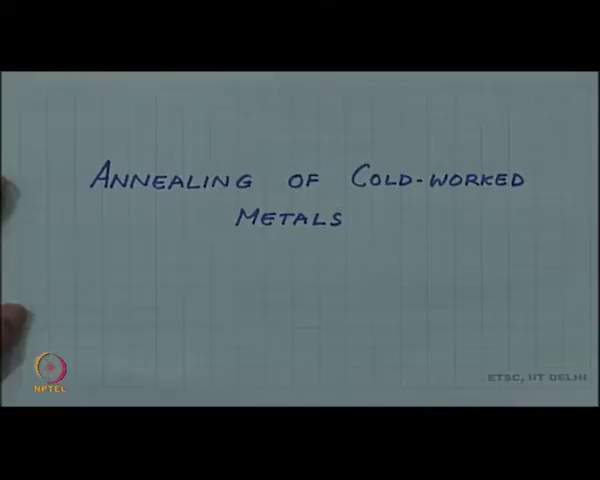 ANNEALING OF COLD-WORKED
METALS
NPTEL
ETSC, IIT DELHI